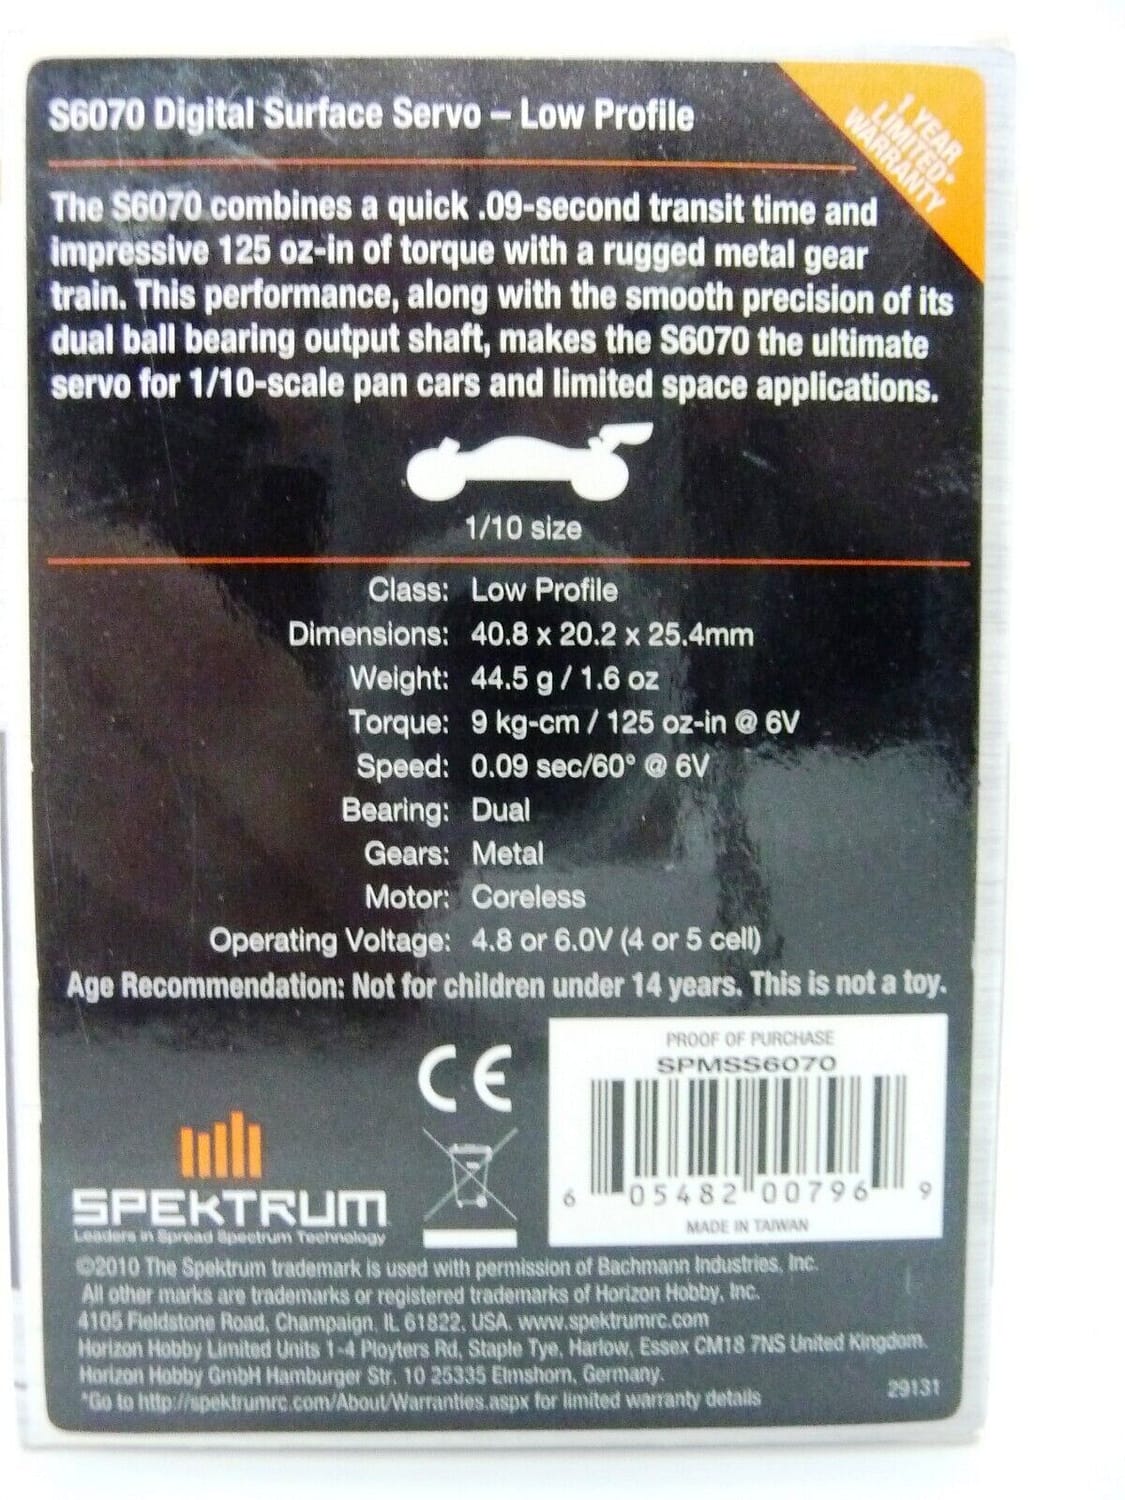 S6070 Digital Surface Servo – Low Profile
1 YEAR
LIMITED*
WARRANTY
The S6070 combines a quick .09-second transit time and
impressive 125 oz-in of torque with a rugged metal gear
train. This performance, along with the smooth precision of its
dual ball bearing output shaft, makes the S6070 the ultimate
servo for 1/10-scale pan cars and limited space applications.
1/10 size
Class: Low Profile
Dimensions: 40.8 x 20.2 x 25.4mm
Weight: 44.5 g / 1.6 oz
Torque: 9 kg-cm / 125 oz-in @ 6V
Speed: 0.09 sec/60° @ 6V
Bearing: Dual
Gears: Metal
Motor: Coreless
Operating Voltage: 4.8 or 6.0V (4 or 5 cell)
Age Recommendation: Not for children under 14 years. This is not a toy.
CE
PROOF OF PURCHASE
SPMSS6070
6 05482 00796 9
MADE IN TAIWAN
SPEKTRUM
Leaders in Spread Spectrum Technology
©2010 The Spektrum trademark is used with permission of Bachmann Industries, Inc.
All other marks are trademarks or registered trademarks of Horizon Hobby, Inc.
4105 Fieldstone Road, Champaign, IL 61822, USA. www.spektrumrc.com
Horizon Hobby Limited Units 1-4 Ployters Rd, Staple Tye, Harlow, Essex CM18 7NS United Kingdom.
Horizon Hobby GmbH Hamburger Str. 10 25335 Elmshorn, Germany.
*Go to http://spektrumrc.com/About/Warranties.aspx for limited warranty details
29131